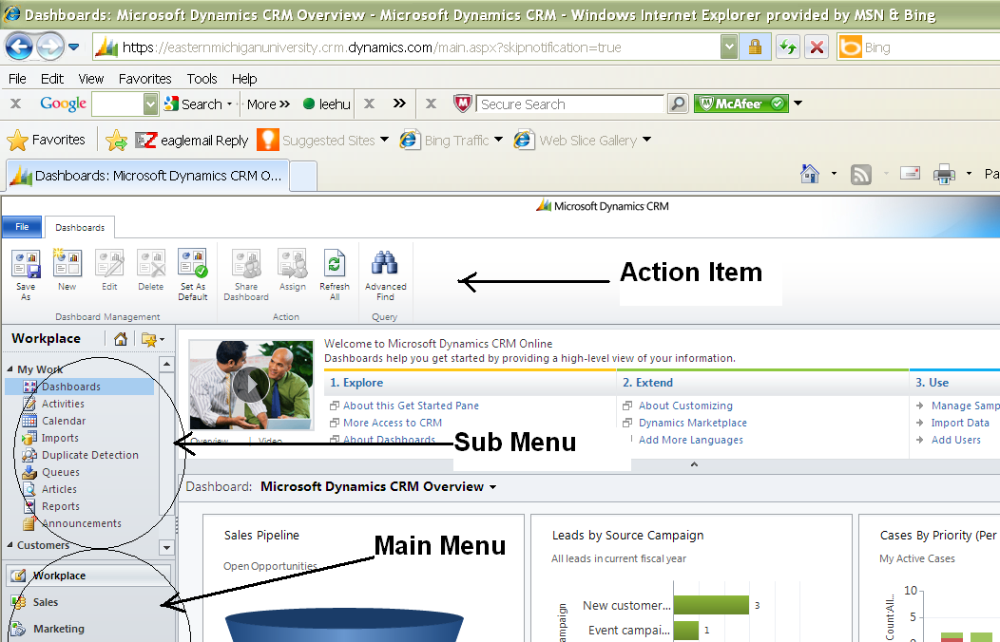 Dashboards: Microsoft Dynamics CRM Overview - Microsoft Dynamics CRM - Windows Internet Explorer provided by MSN & Bing
https://easternmichiganuniversity.crm.dynamics.com/main.aspx?skipnotification=true
Bing
File Edit View Favorites Tools Help
Google Search More leehu Secure Search McAfee
Favorites eaglemail Reply Suggested Sites Bing Traffic Web Slice Gallery
Dashboards: Microsoft Dynamics CRM O... Pa
Microsoft Dynamics CRM
File Dashboards
Save As New Edit Delete Set As Default Share Dashboard Assign Refresh All Advanced Find
Dashboard Management Action Query
Action Item
Workplace
My Work
Dashboards
Activities
Calendar
Imports
Duplicate Detection
Queues
Articles
Reports
Announcements
Customers
Workplace
Sales
Marketing
Welcome to Microsoft Dynamics CRM Online
Dashboards help you get started by providing a high-level view of your information.
Overview Video
1. Explore
About this Get Started Pane
More Access to CRM
About Dashboards
2. Extend
About Customizing
Dynamics Marketplace
Add More Languages
3. Use
Manage Samp
Import Data
Add Users
Sub Menu
Dashboard: Microsoft Dynamics CRM Overview
Main Menu
Sales Pipeline
Open Opportunities
Leads by Source Campaign
All leads in current fiscal year
New customer... 3
Event campai... 1
ampaign
Cases By Priority (Per
My Active Cases
Count:All...
10
5